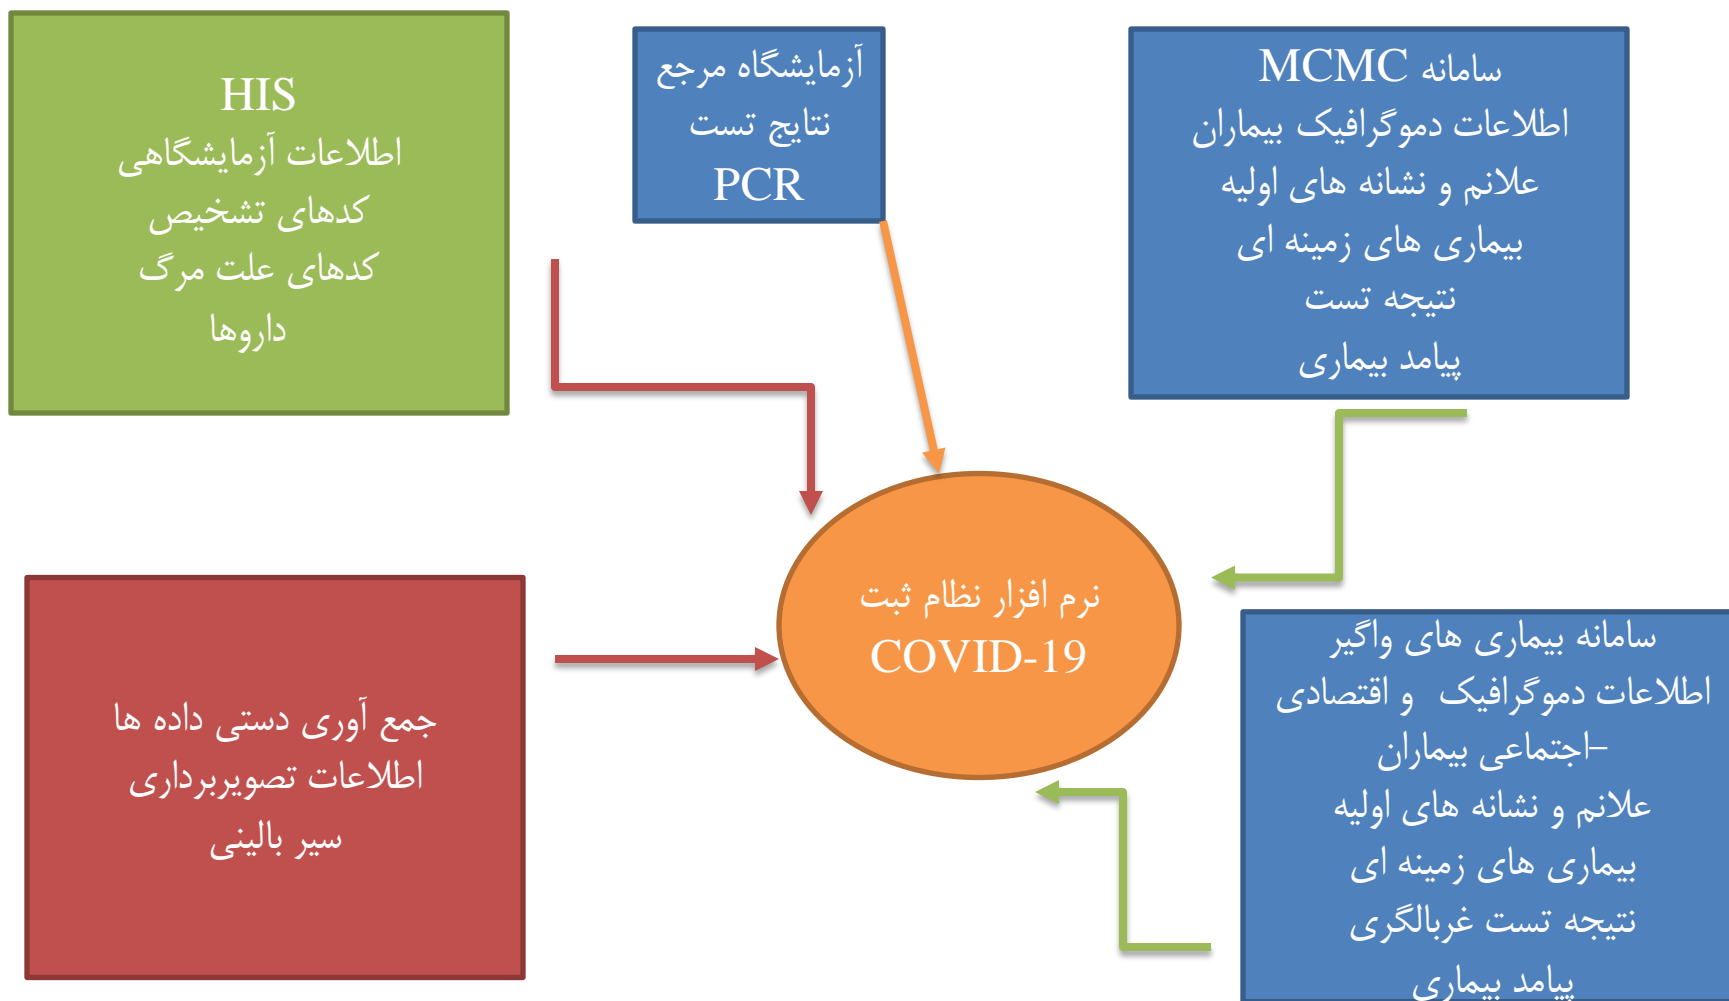 HIS
اطلاعات آزمایشگاهی
کدهای تشخیص
کدهای علت مرگ
داروها
آزمایشگاه مرجع
نتایج تست
PCR
سامانه MCMC
اطلاعات دموگرافیک بیماران
علائم و نشانه های اولیه
بیماری های زمینه ای
نتیجه تست
پیامد بیماری
نرم افزار نظام ثبت
COVID-19
جمع آوری دستی داده ها
اطلاعات تصویربرداری
سیر بالینی
سامانه بیماری های واگیر
اطلاعات دموگرافیک و اقتصادی
–اجتماعی بیماران
علائم و نشانه های اولیه
بیماری های زمینه ای
نتیجه تست غربالگری
پیامد بیماری